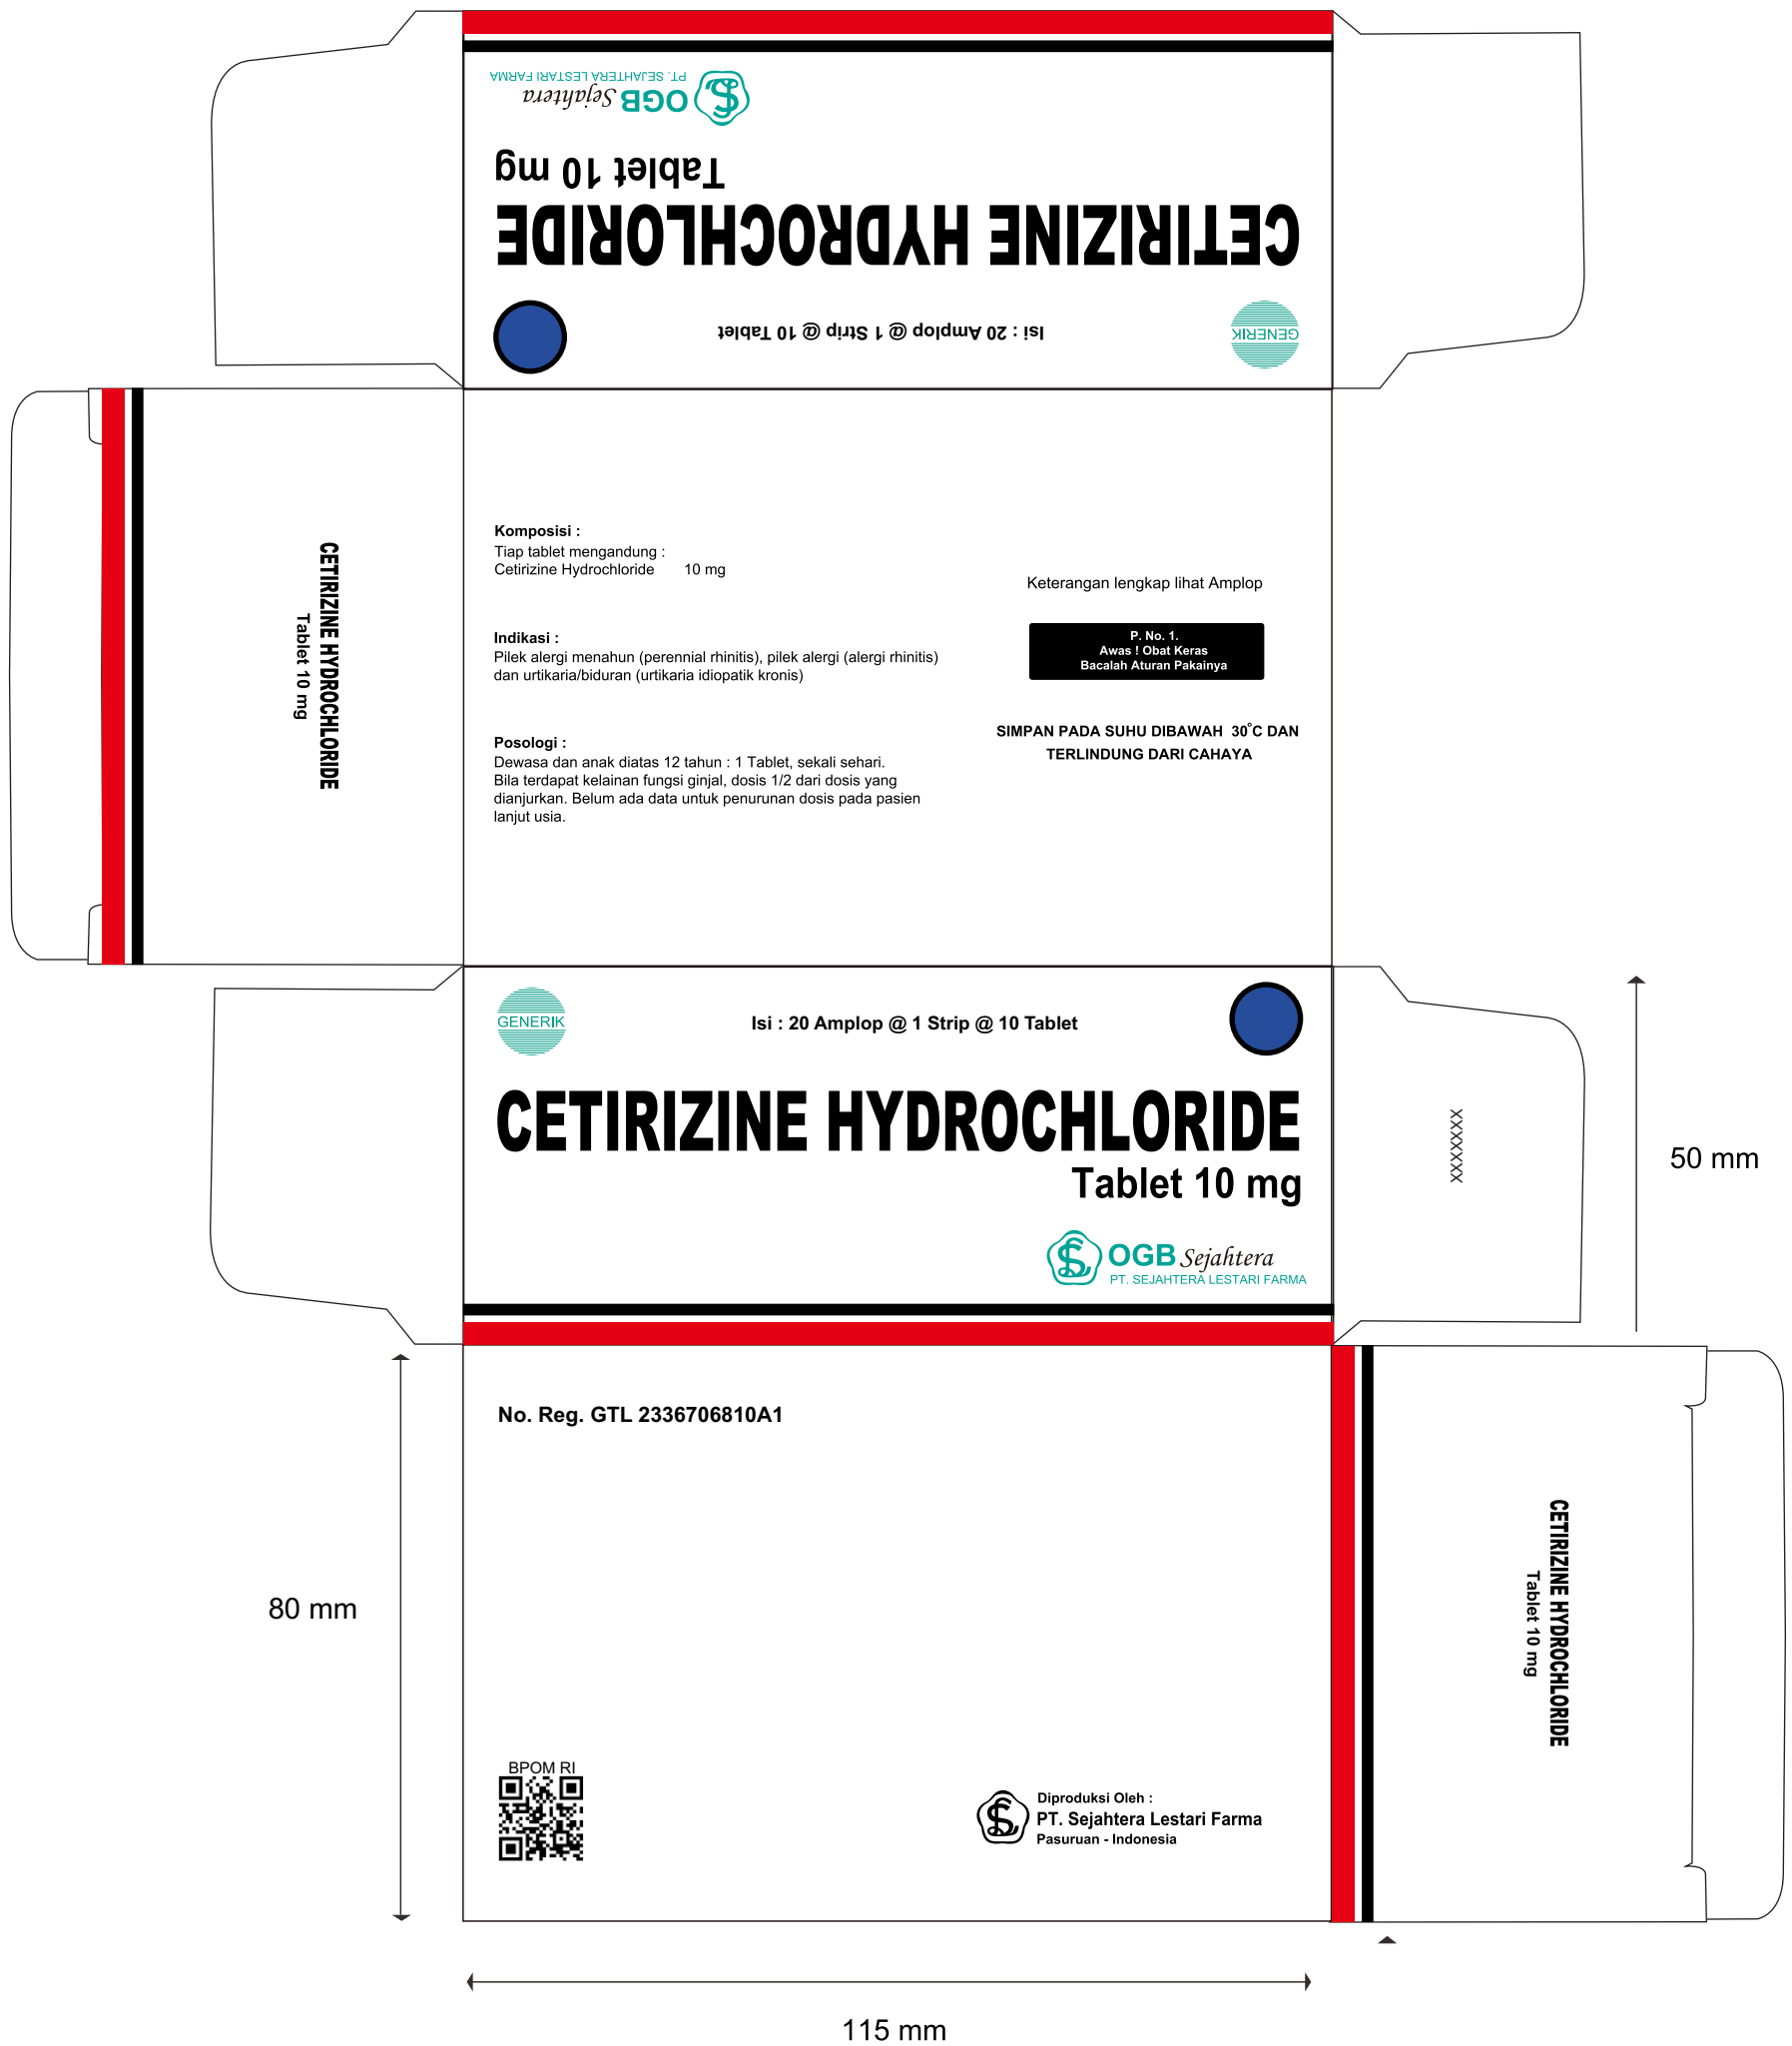 PT. SEJAHTERA LESTARI FARMA
OGB Sejahtera
Tablet 10 mg
CETIRIZINE HYDROCHLORIDE
Isi : 20 Amplop @ 1 Strip @ 10 Tablet
GENERIK
CETIRIZINE HYDROCHLORIDE
Tablet 10 mg
Komposisi :
Tiap tablet mengandung :
Cetirizine Hydrochloride 10 mg
Indikasi :
Pilek alergi menahun (perennial rhinitis), pilek alergi (alergi rhinitis)
dan urtikaria/biduran (urtikaria idiopatik kronis)
Posologi :
Dewasa dan anak diatas 12 tahun : 1 Tablet, sekali sehari.
Bila terdapat kelainan fungsi ginjal, dosis 1/2 dari dosis yang
dianjurkan. Belum ada data untuk penurunan dosis pada pasien
lanjut usia.
Keterangan lengkap lihat Amplop
P. No. 1.
Awas ! Obat Keras
Bacalah Aturan Pakainya
SIMPAN PADA SUHU DIBAWAH 30°C DAN
TERLINDUNG DARI CAHAYA
GENERIK
Isi : 20 Amplop @ 1 Strip @ 10 Tablet
CETIRIZINE HYDROCHLORIDE
Tablet 10 mg
OGB Sejahtera
PT. SEJAHTERA LESTARI FARMA
XXXXXXX
50 mm
No. Reg. GTL 2336706810A1
80 mm
CETIRIZINE HYDROCHLORIDE
Tablet 10 mg
BPOM RI
Diproduksi Oleh :
PT. Sejahtera Lestari Farma
Pasuruan - Indonesia
115 mm